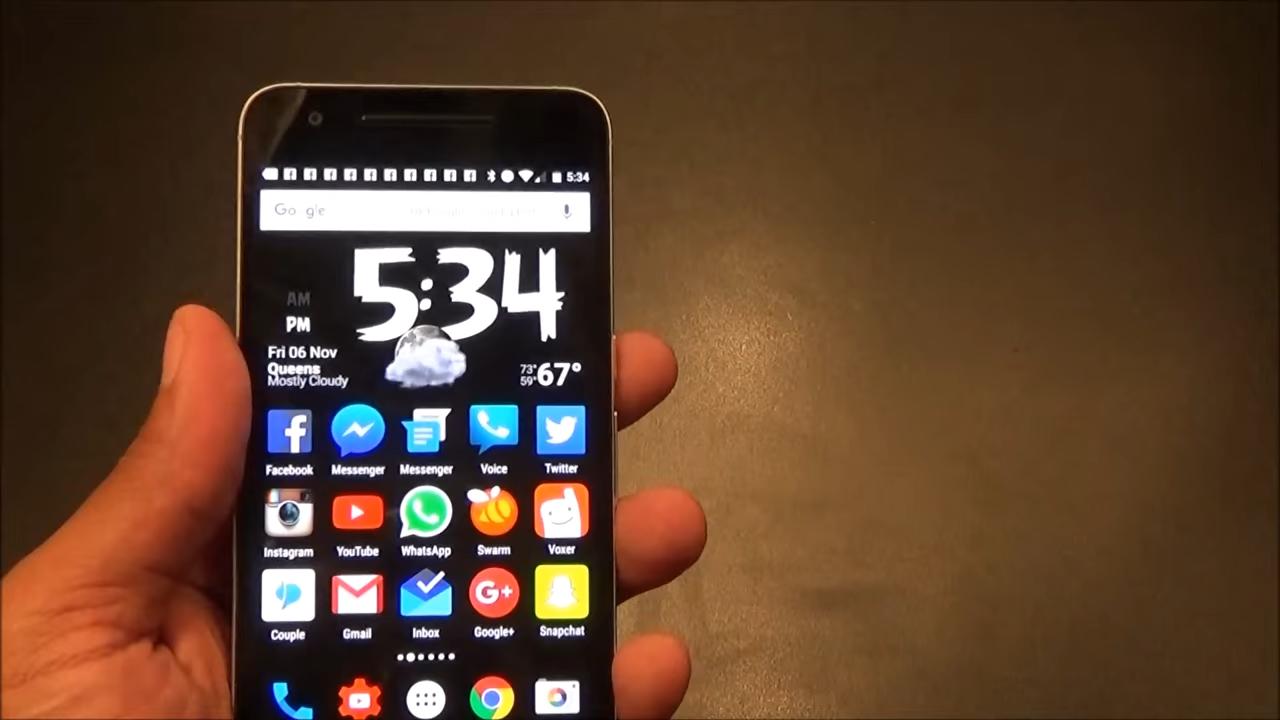 5:34
Google
5:34
AM
PM
Fri 06 Nov
Queens
Mostly Cloudy
73°
59°
67°
Facebook Messenger Messenger Voice Twitter
Instagram YouTube WhatsApp Swarm Voxer
Couple Gmail Inbox Google+ Snapchat